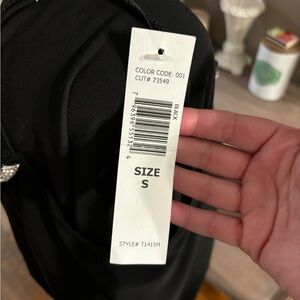 COLOR CODE: 001
CUT# 73549
BLACK
SIZE
S
STYLE# T1415M